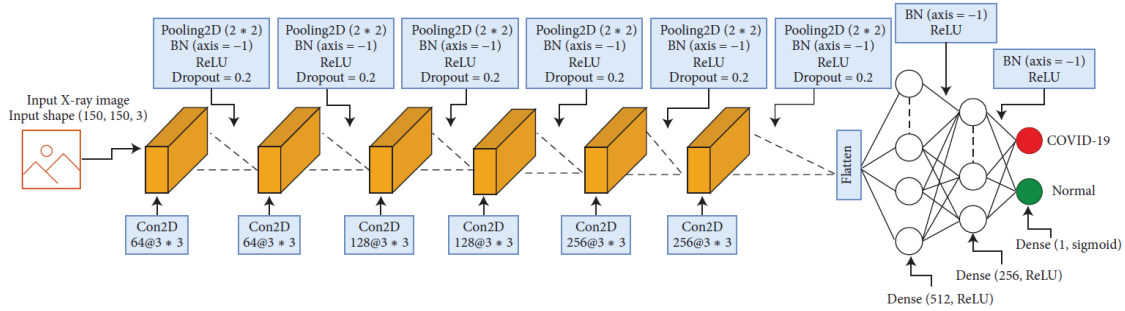 Pooling2D (2 * 2)
BN (axis = –1)
ReLU
Dropout = 0.2
Pooling2D (2 * 2)
BN (axis = –1)
ReLU
Dropout = 0.2
Pooling2D (2 * 2)
BN (axis = –1)
ReLU
Dropout = 0.2
Pooling2D (2 * 2)
BN (axis = –1)
ReLU
Dropout = 0.2
Pooling2D (2 * 2)
BN (axis = –1)
ReLU
Dropout = 0.2
Pooling2D (2 * 2)
BN (axis = –1)
ReLU
Dropout = 0.2
BN (axis = –1)
ReLU
BN (axis = –1)
ReLU
Input X-ray image
Input shape (150, 150, 3)
Flatten
COVID-19
Normal
Con2D
64@3 * 3
Con2D
64@3 * 3
Con2D
128@3 * 3
Con2D
128@3 * 3
Con2D
256@3 * 3
Con2D
256@3 * 3
Dense (1, sigmoid)
Dense (256, ReLU)
Dense (512, ReLU)